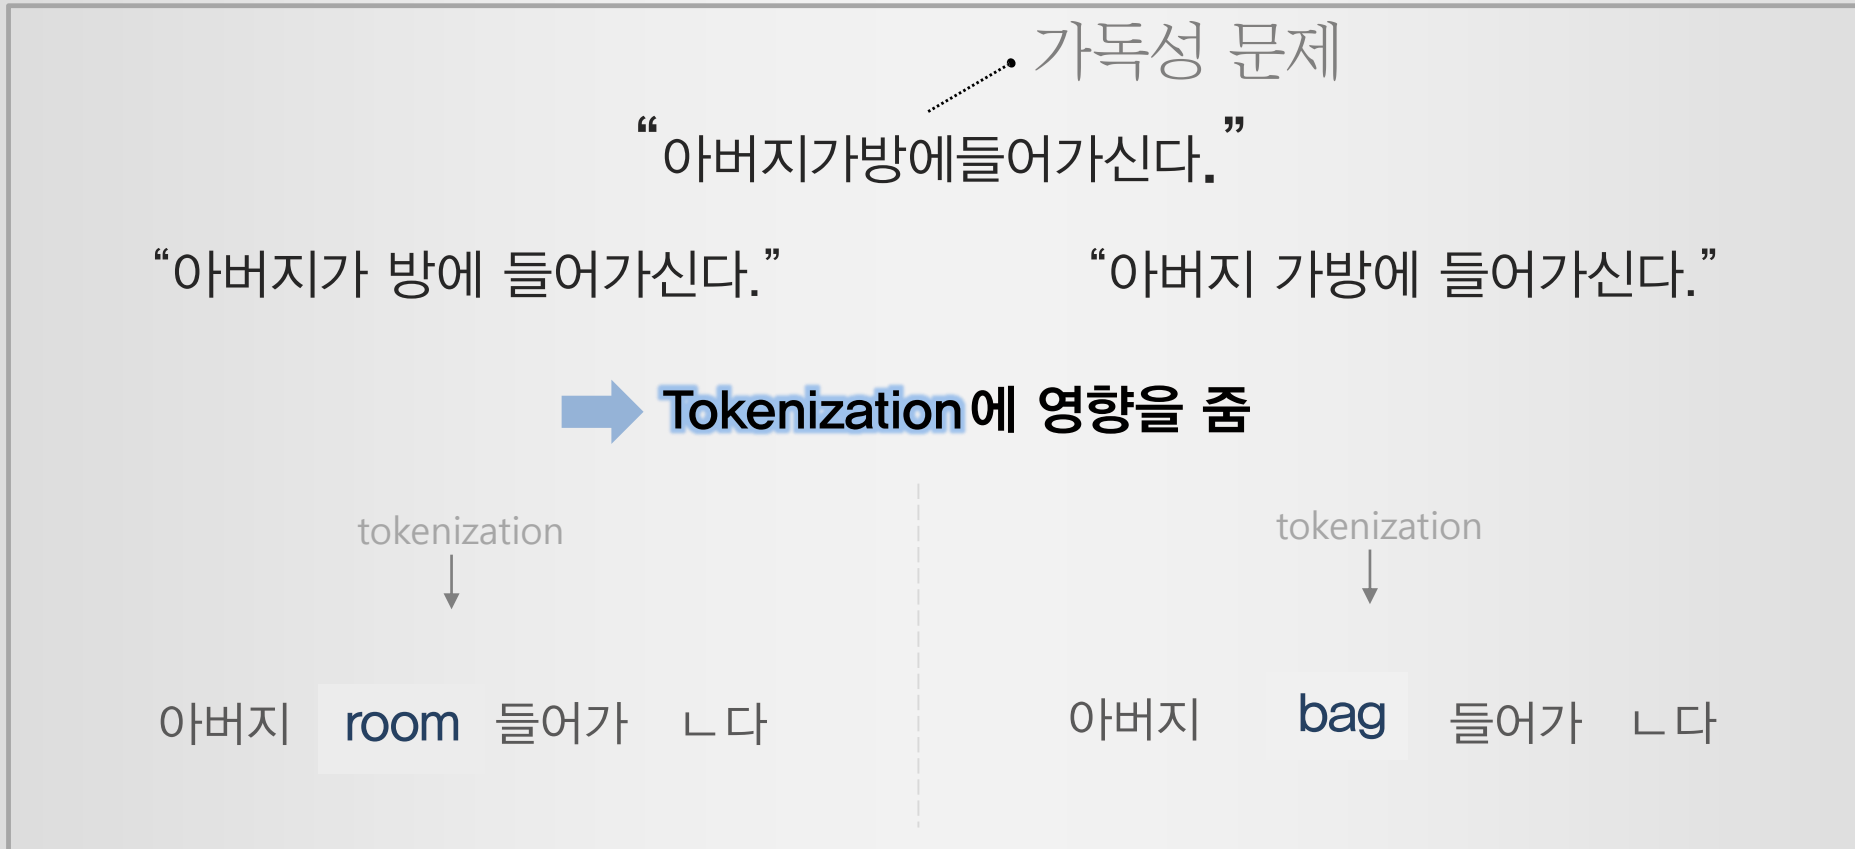 가독성 문제
“아버지가방에들어가신다.”
“아버지가 방에 들어가신다.”
“아버지 가방에 들어가신다.”
Tokenization에 영향을 줌
tokenization
tokenization
아버지 room 들어가 ㄴ다
아버지 bag 들어가 ㄴ다